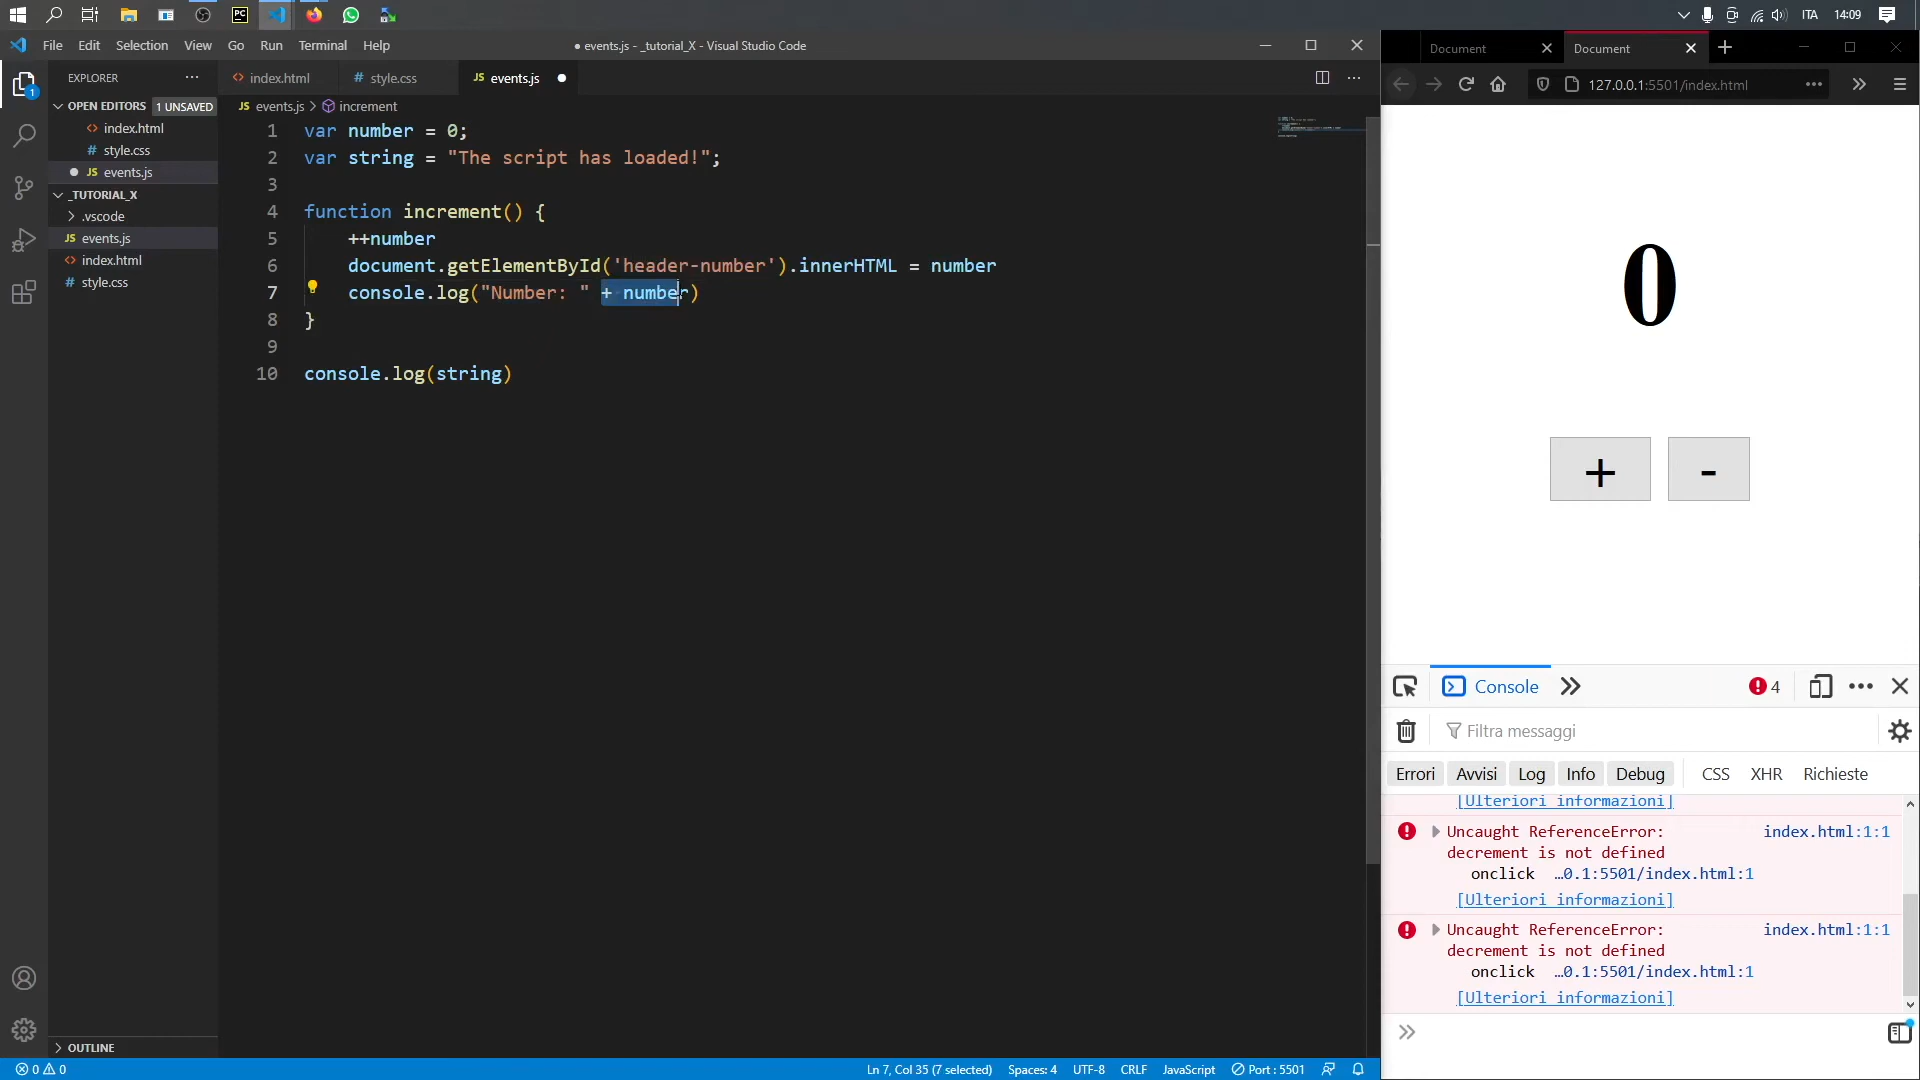 ITA
14:09
File Edit Selection View Go Run Terminal Help
● events.js - _tutorial_X - Visual Studio Code
EXPLORER
OPEN EDITORS 1 UNSAVED
<> index.html
# style.css
● JS events.js
_TUTORIAL_X
.vscode
JS events.js
<> index.html
# style.css
OUTLINE
<> index.html # style.css JS events.js ●
JS events.js > increment
1 var number = 0;
2 var string = "The script has loaded!";
3
4 function increment() {
5 ++number
6 document.getElementById('header-number').innerHTML = number
7 console.log("Number: " + number)
8 }
9
10 console.log(string)
0 0 Ln 7, Col 35 (7 selected) Spaces: 4 UTF-8 CRLF JavaScript Port : 5501
Document Document
127.0.0.1:5501/index.html
0
+ -
Console 4
Filtra messaggi
Errori Avvisi Log Info Debug CSS XHR Richieste
[Ulteriori informazioni]
Uncaught ReferenceError: index.html:1:1
decrement is not defined
onclick …0.1:5501/index.html:1
[Ulteriori informazioni]
Uncaught ReferenceError: index.html:1:1
decrement is not defined
onclick …0.1:5501/index.html:1
[Ulteriori informazioni]